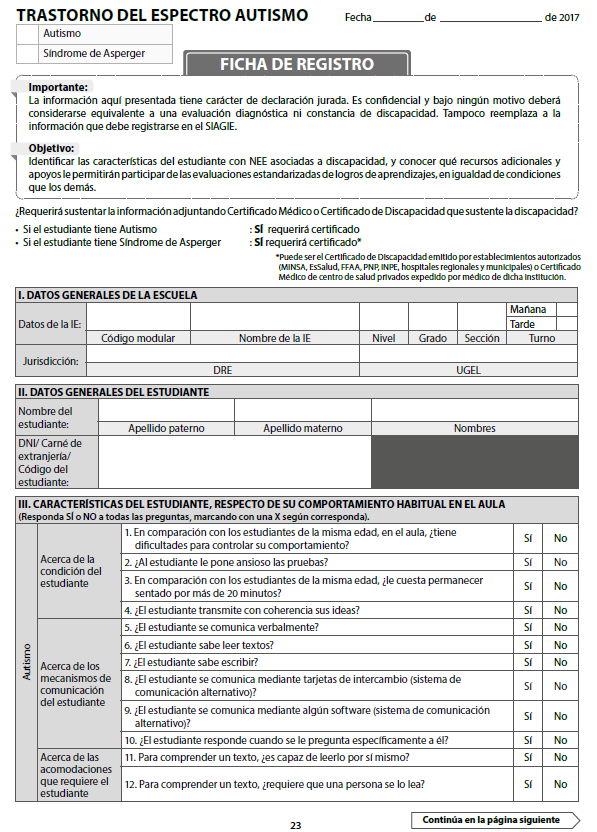 TRASTORNO DEL ESPECTRO AUTISMO
Fecha__________de ____________________ de 2017
Autismo
Síndrome de Asperger
FICHA DE REGISTRO
Importante:
La información aquí presentada tiene carácter de declaración jurada. Es confidencial y bajo ningún motivo deberá
considerarse equivalente a una evaluación diagnóstica ni constancia de discapacidad. Tampoco reemplaza a la
información que debe registrarse en el SIAGIE.
Objetivo:
Identificar las características del estudiante con NEE asociadas a discapacidad, y conocer qué recursos adicionales y
apoyos le permitirán participar de las evaluaciones estandarizadas de logros de aprendizajes, en igualdad de condiciones
que los demás.
¿Requerirá sustentar la información adjuntando Certificado Médico o Certificado de Discapacidad que sustente la discapacidad?
• Si el estudiante tiene Autismo : SÍ requerirá certificado
• Si el estudiante tiene Síndrome de Asperger : SÍ requerirá certificado*
*Puede ser el Certificado de Discapacidad emitido por establecimientos autorizados
(MINSA, EsSalud, FFAA, PNP, INPE, hospitales regionales y municipales) o Certificado
Médico de centro de salud privados expedido por médico de dicha institución.
I. DATOS GENERALES DE LA ESCUELA
Datos de la IE:
Mañana
Tarde
Código modular Nombre de la IE Nivel Grado Sección Turno
Jurisdicción:
DRE UGEL
II. DATOS GENERALES DEL ESTUDIANTE
Nombre del
estudiante:
Apellido paterno Apellido materno Nombres
DNI/ Carné de
extranjería/
Código del
estudiante:
III. CARACTERÍSTICAS DEL ESTUDIANTE, RESPECTO DE SU COMPORTAMIENTO HABITUAL EN EL AULA
(Responda SÍ o NO a todas las preguntas, marcando con una X según corresponda).
Autismo
Acerca de la
condición del
estudiante
1. En comparación con los estudiantes de la misma edad, en el aula, ¿tiene
dificultades para controlar su comportamiento? Sí No
2. ¿Al estudiante le pone ansioso las pruebas? Sí No
3. En comparación con los estudiantes de la misma edad, ¿le cuesta permanecer
sentado por más de 20 minutos? Sí No
4. ¿El estudiante transmite con coherencia sus ideas? Sí No
Acerca de los
mecanismos de
comunicación
del estudiante
5. ¿El estudiante se comunica verbalmente? Sí No
6. ¿El estudiante sabe leer textos? Sí No
7. ¿El estudiante sabe escribir? Sí No
8. ¿El estudiante se comunica mediante tarjetas de intercambio (sistema de
comunicación alternativo)? Sí No
9. ¿El estudiante se comunica mediante algún software (sistema de comunicación
alternativo)? Sí No
10. ¿El estudiante responde cuando se le pregunta específicamente a él? Sí No
Acerca de las
acomodaciones
que requiere el
estudiante
11. Para comprender un texto, ¿es capaz de leerlo por sí mismo? Sí No
12. Para comprender un texto, ¿requiere que una persona se lo lea? Sí No
Continúa en la página siguiente
23